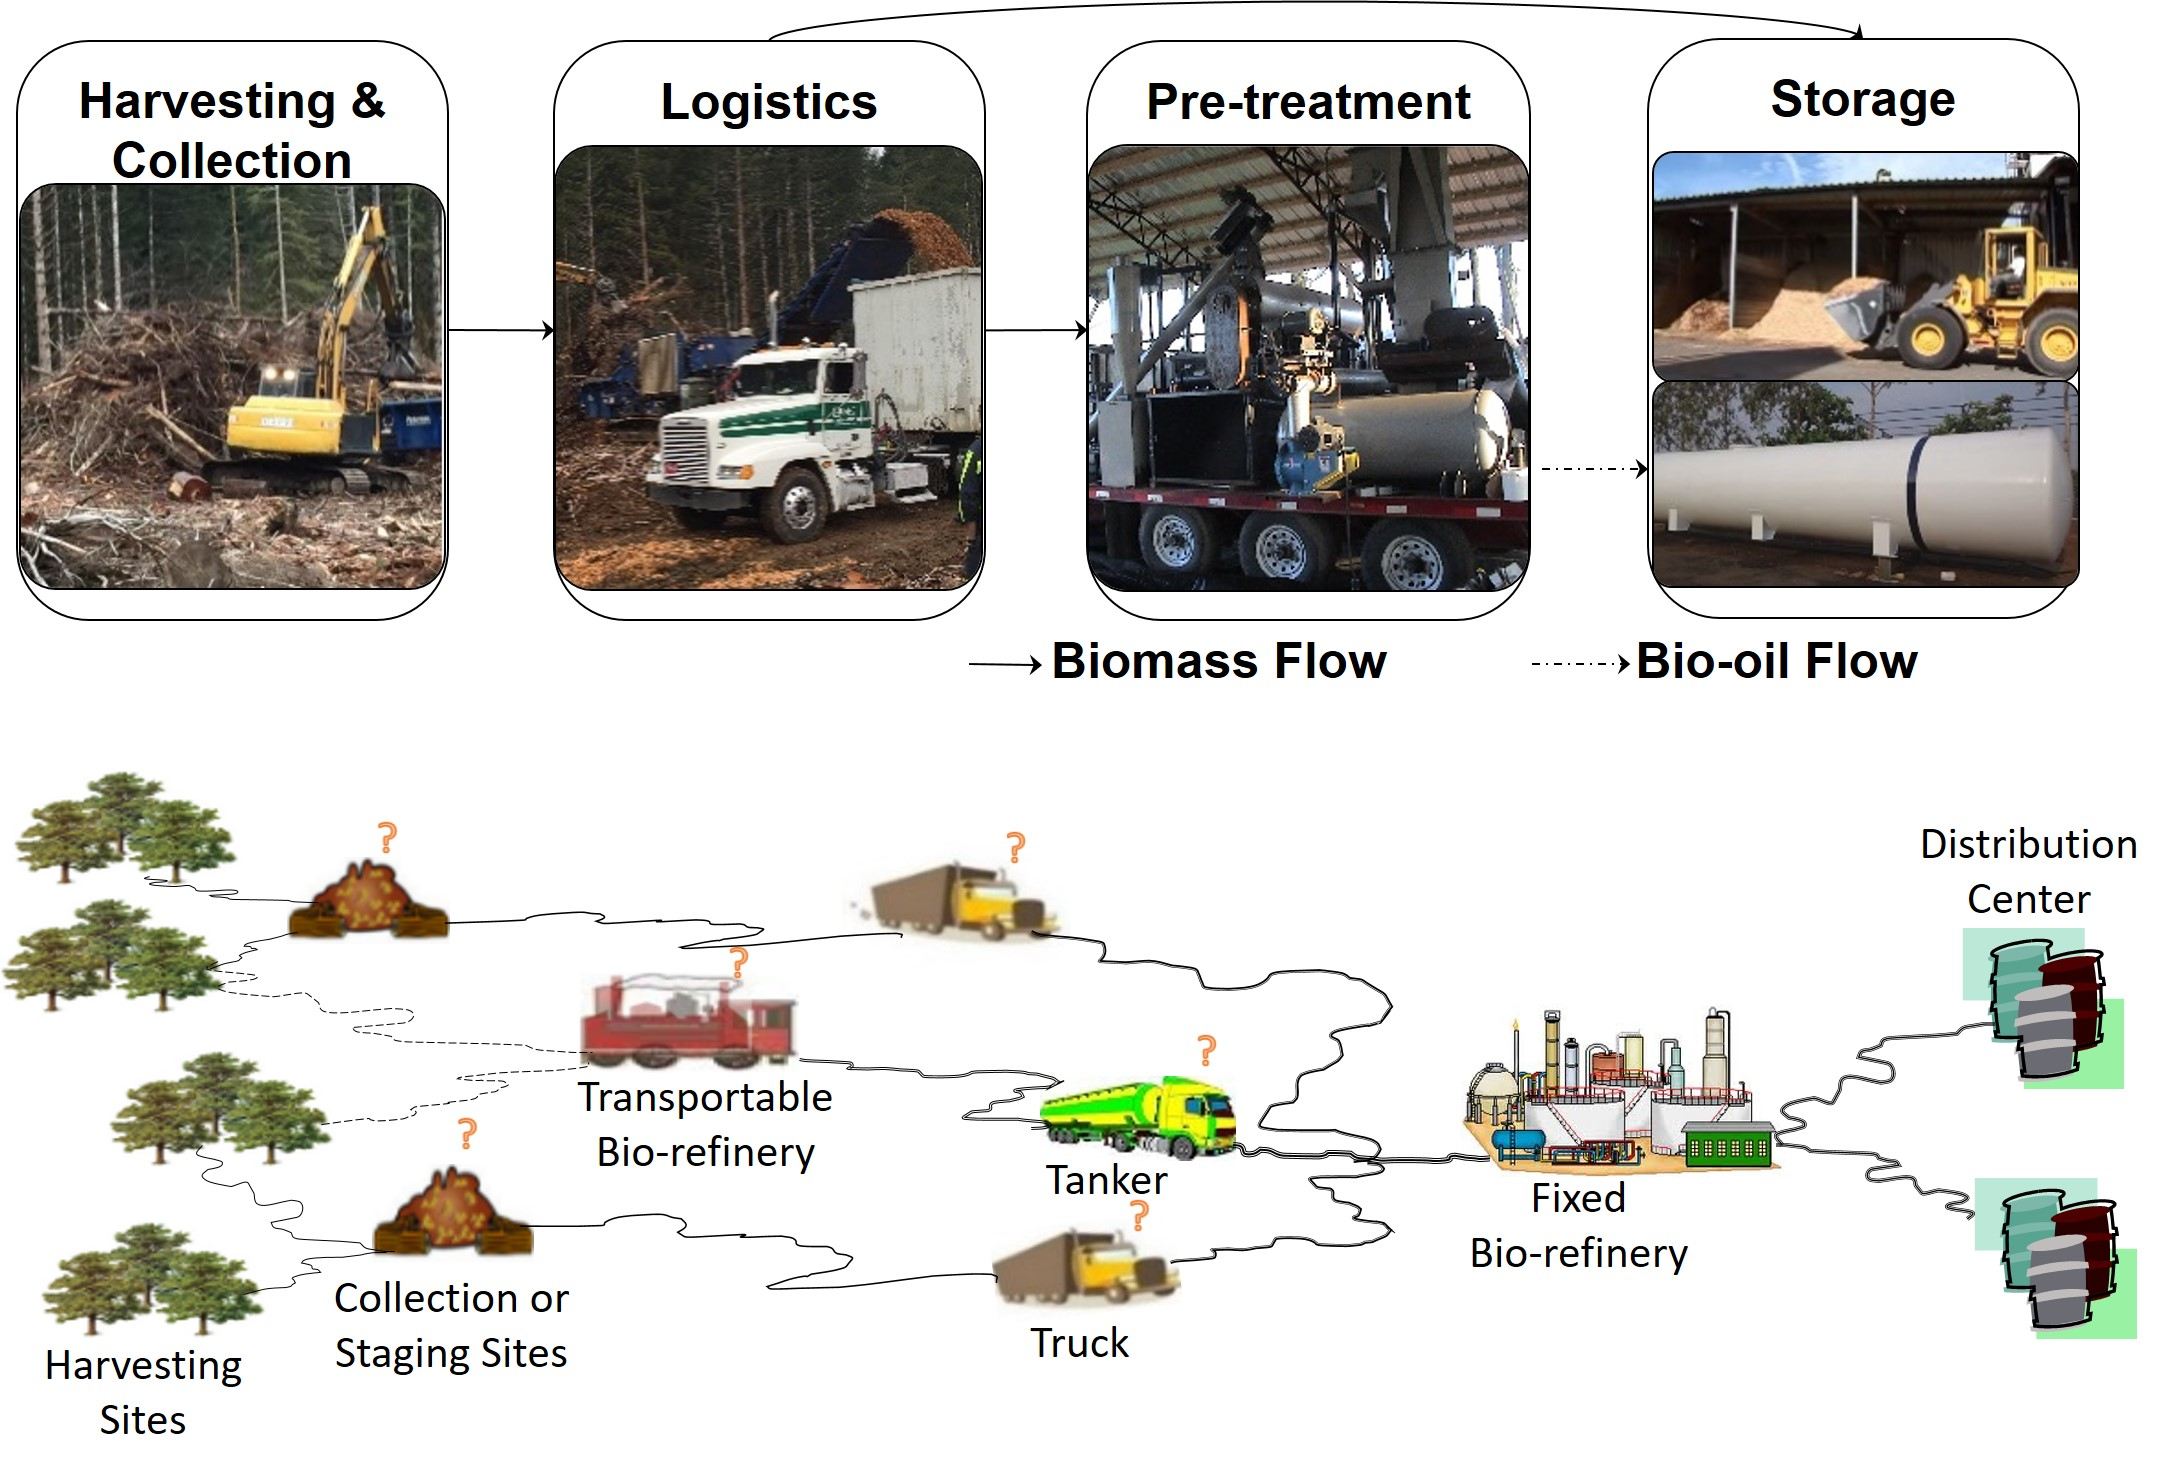 Harvesting &
Collection
Logistics
Pre-treatment
Storage
Biomass Flow
Bio-oil Flow
?
?
?
?
?
?
Distribution
Center
Transportable
Bio-refinery
Tanker
Fixed
Bio-refinery
Collection or
Staging Sites
Truck
Harvesting
Sites